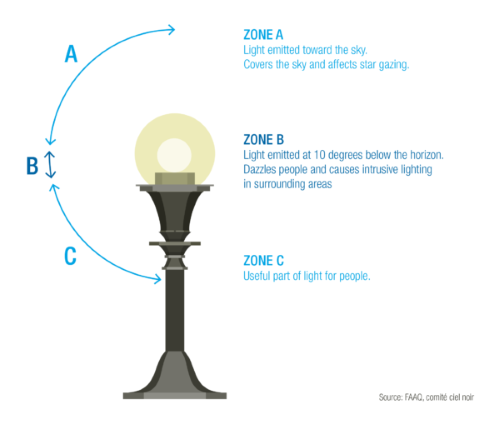 A
B
C
ZONE A
Light emitted toward the sky.
Covers the sky and affects star gazing.
ZONE B
Light emitted at 10 degrees below the horizon.
Dazzles people and causes intrusive lighting
in surrounding areas
ZONE C
Useful part of light for people.
Source: FAAQ, comité ciel noir